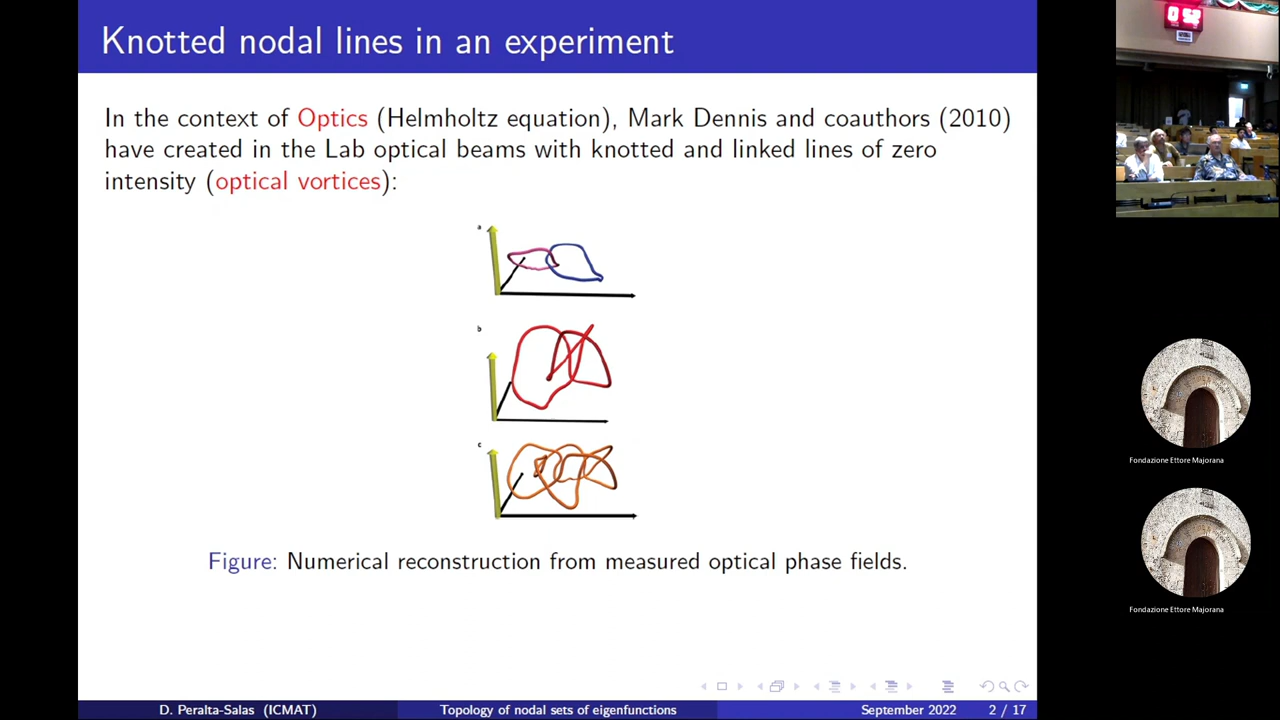 Knotted nodal lines in an experiment
In the context of Optics (Helmholtz equation), Mark Dennis and coauthors (2010)
have created in the Lab optical beams with knotted and linked lines of zero
intensity (optical vortices):
a
b
c
Figure: Numerical reconstruction from measured optical phase fields.
D. Peralta-Salas (ICMAT)
Topology of nodal sets of eigenfunctions
September 2022
2 / 17
Fondazione Ettore Majorana
Fondazione Ettore Majorana